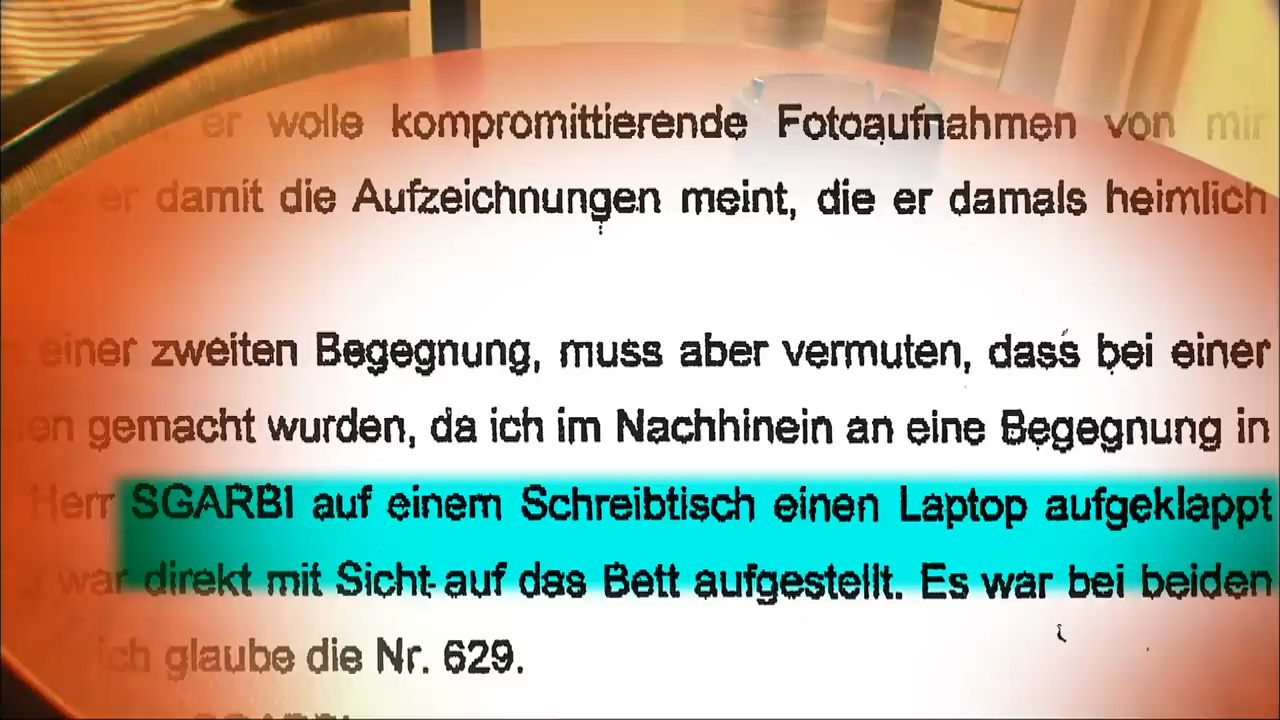 er wolle kompromittierende Fotoaufnahmen von mir
er damit die Aufzeichnungen meint, die er damals heimlich
einer zweiten Begegnung, muss aber vermuten, dass bei einer
gemacht wurden, da ich im Nachhinein an eine Begegnung in
Herr SGARBI auf einem Schreibtisch einen Laptop aufgeklappt
war direkt mit Sicht auf das Bett aufgestellt. Es war bei beiden
ich glaube die Nr. 629.